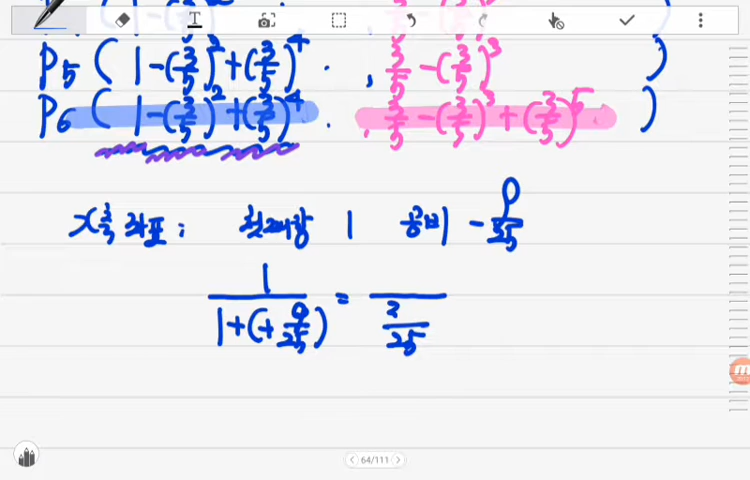 P₅ ( 1-(3/5)²+(3/5)⁴ . , 3/5 -(3/5)³ )
P₆ ( 1-(3/5)²+(3/5)⁴ . , 3/5 -(3/5)³ + (3/5)⁵ )
x축 좌표 : 첫째항 1 공비 - 9/25
1/(1+(+9/25)) = /(2/25)
64/111